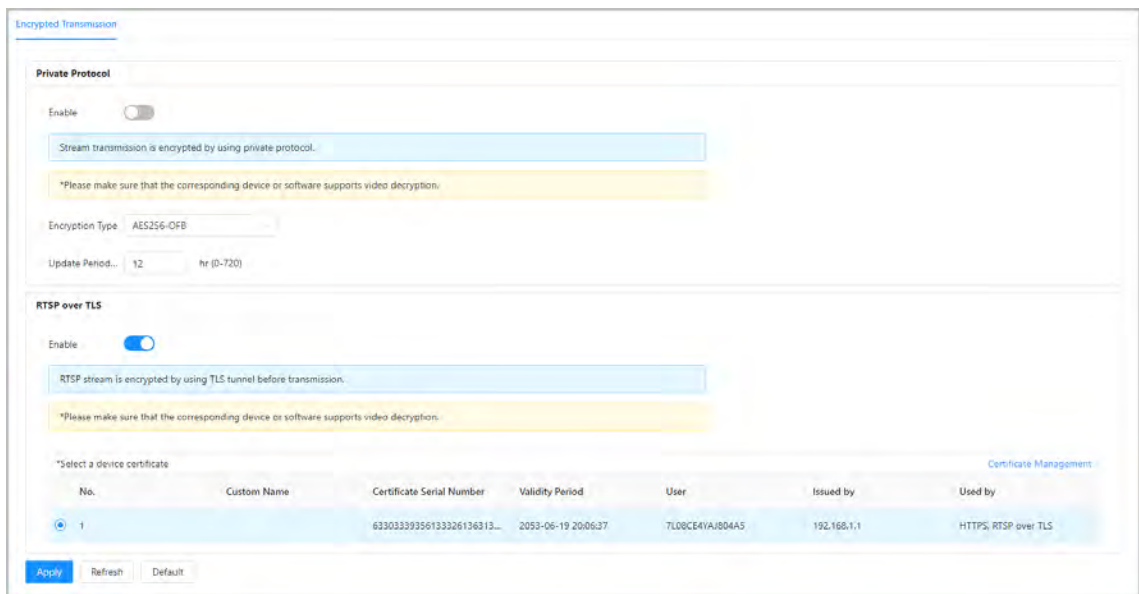 Encrypted Transmission
Private Protocol
Enable
Stream transmission is encrypted by using private protocol.
*Please make sure that the corresponding device or software supports video decryption.
Encryption Type AES256-OFB
Update Period... 12 hr (0-720)
RTSP over TLS
Enable
RTSP stream is encrypted by using TLS tunnel before transmission.
*Please make sure that the corresponding device or software supports video decryption.
*Select a device certificate Certificate Management
No. Custom Name Certificate Serial Number Validity Period User Issued by Used by
1 63303339356133326136313... 2053-06-19 20:06:37 7L08CE4YAJ804A5 192.168.1.1 HTTPS, RTSP over TLS
Apply Refresh Default